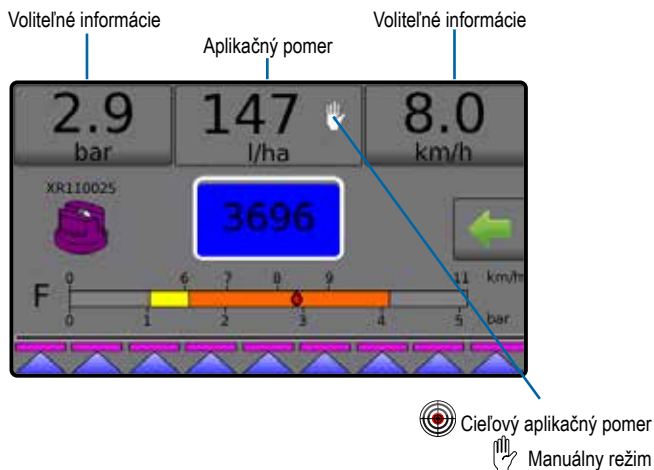 Voliteľné informácie
Aplikačný pomer
Voliteľné informácie
2.9
bar
147
l/ha
8.0
km/h
XR110025
3696
0 6 7 8 9 11 km/h
F
0 1 2 3 4 5 bar
Cieľový aplikačný pomer
Manuálny režim